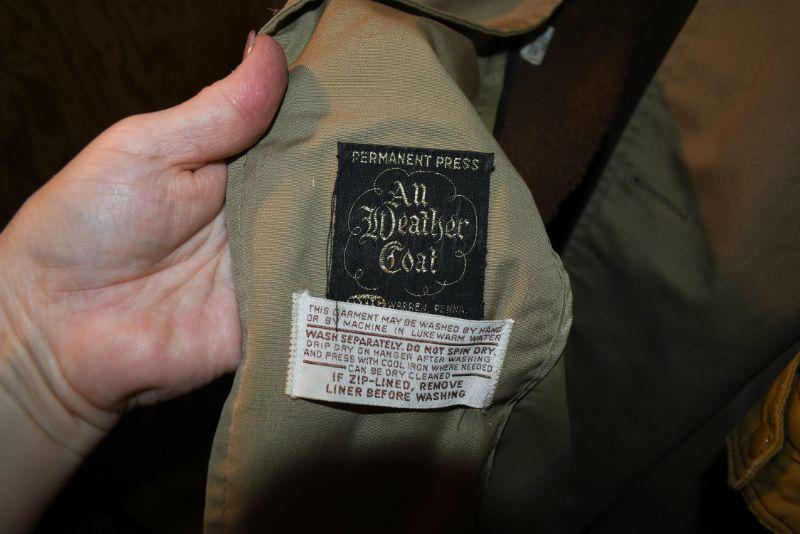 PERMANENT PRESS
All
Weather
Coat
WARREN, PENNA.
THIS GARMENT MAY BE WASHED BY HAND
OR BY MACHINE IN LUKEWARM WATER
WASH SEPARATELY. DO NOT SPIN DRY.
DRIP DRY ON HANGER AFTER WASHING
AND PRESS WITH COOL IRON WHERE NEEDED
CAN BE DRY CLEANED
IF ZIP-LINED, REMOVE
LINER BEFORE WASHING